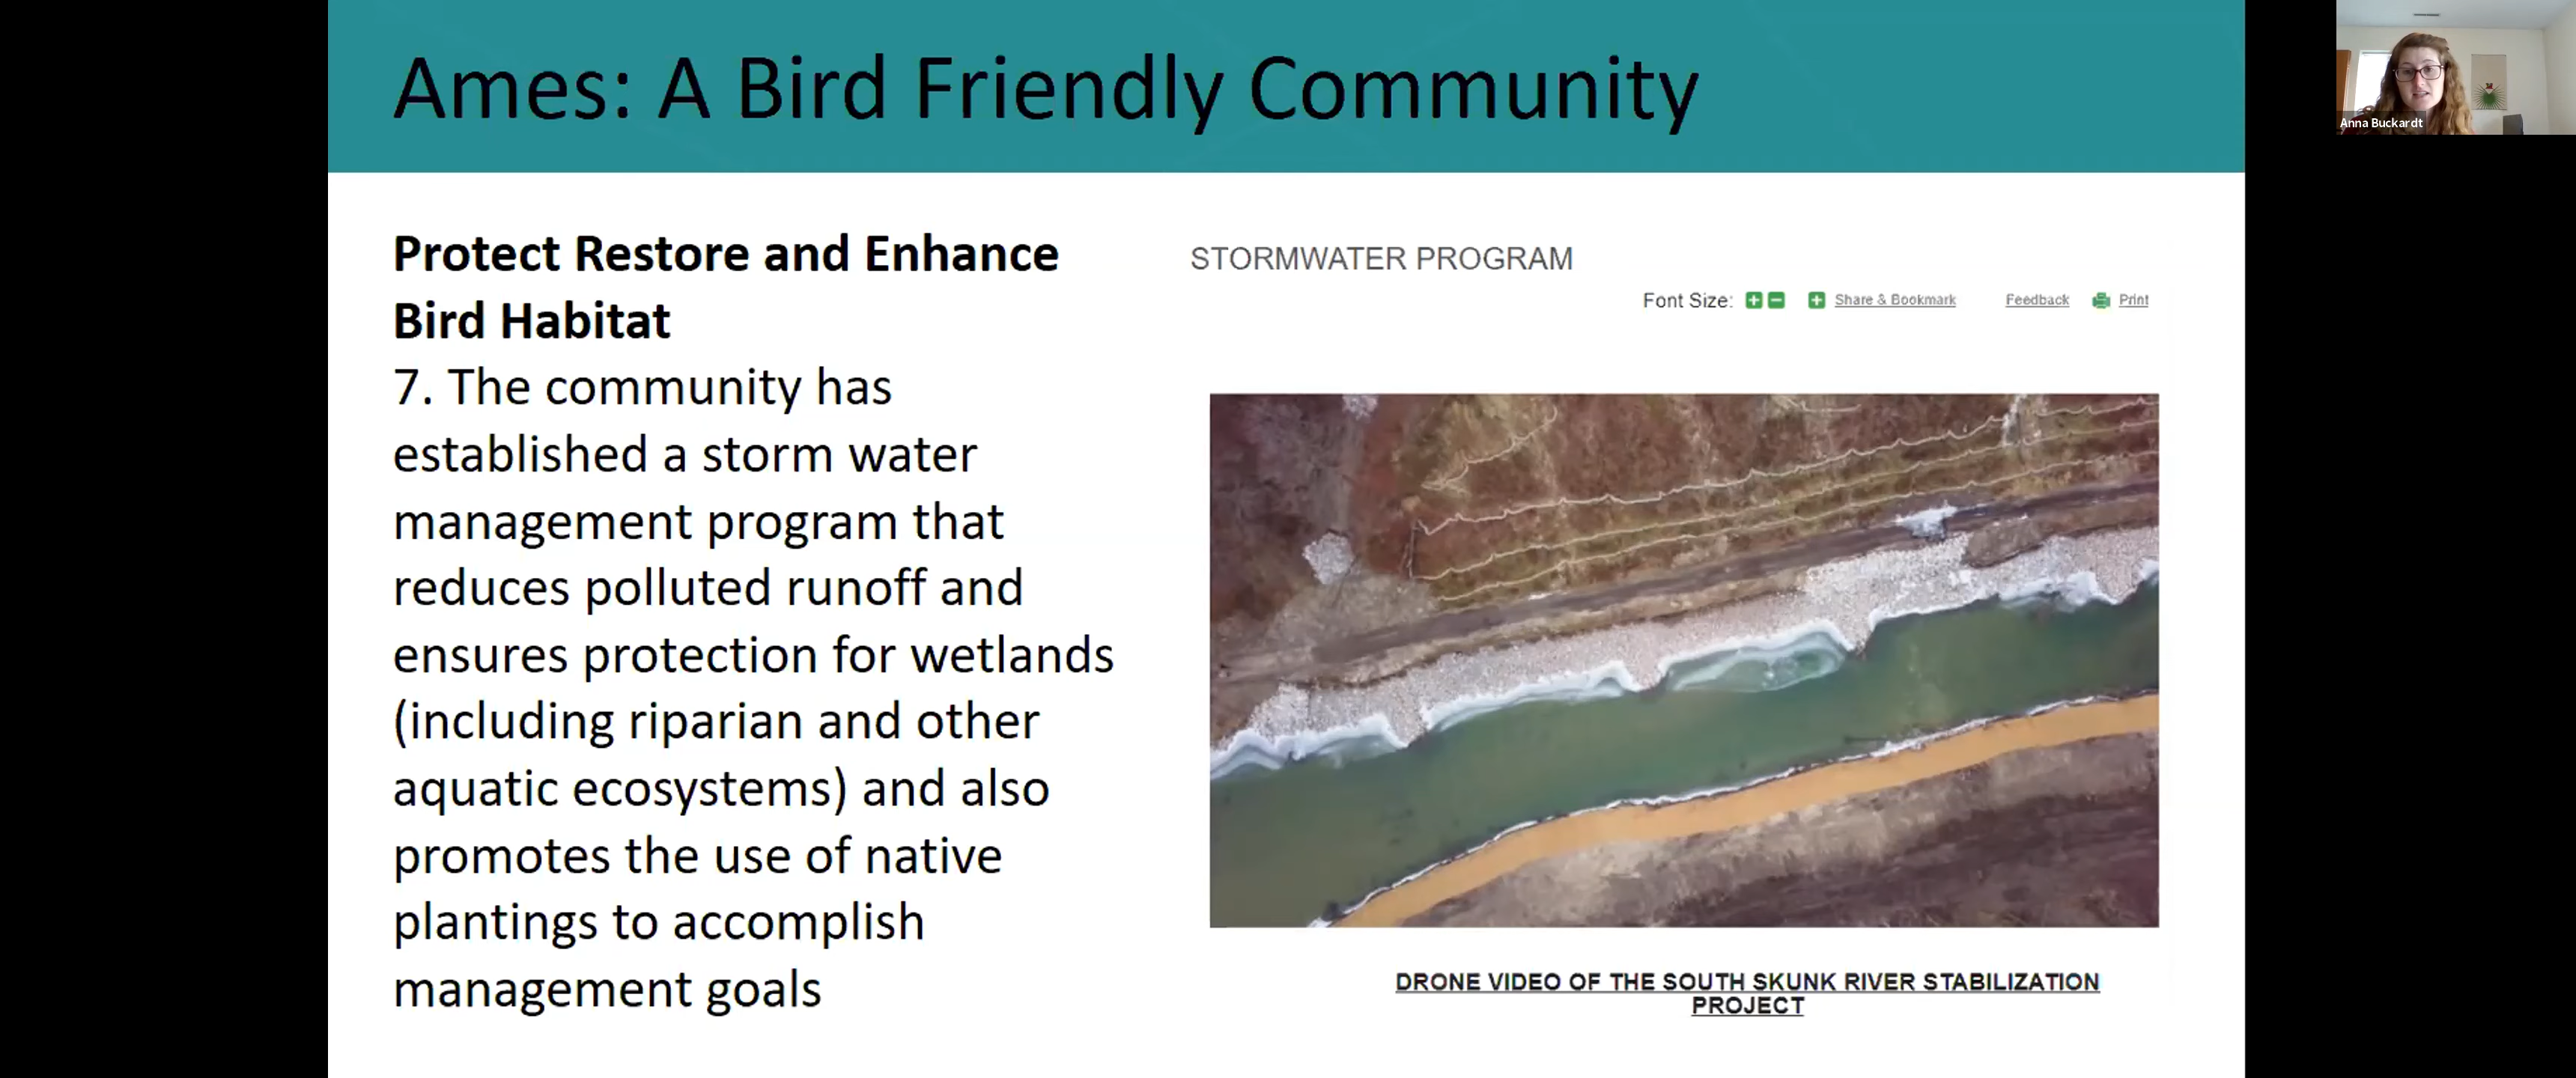 Ames: A Bird Friendly Community
Anna Buckardt
Protect Restore and Enhance
Bird Habitat
7. The community has
established a storm water
management program that
reduces polluted runoff and
ensures protection for wetlands
(including riparian and other
aquatic ecosystems) and also
promotes the use of native
plantings to accomplish
management goals
STORMWATER PROGRAM
Font Size: Share & Bookmark Feedback Print
DRONE VIDEO OF THE SOUTH SKUNK RIVER STABILIZATION
PROJECT